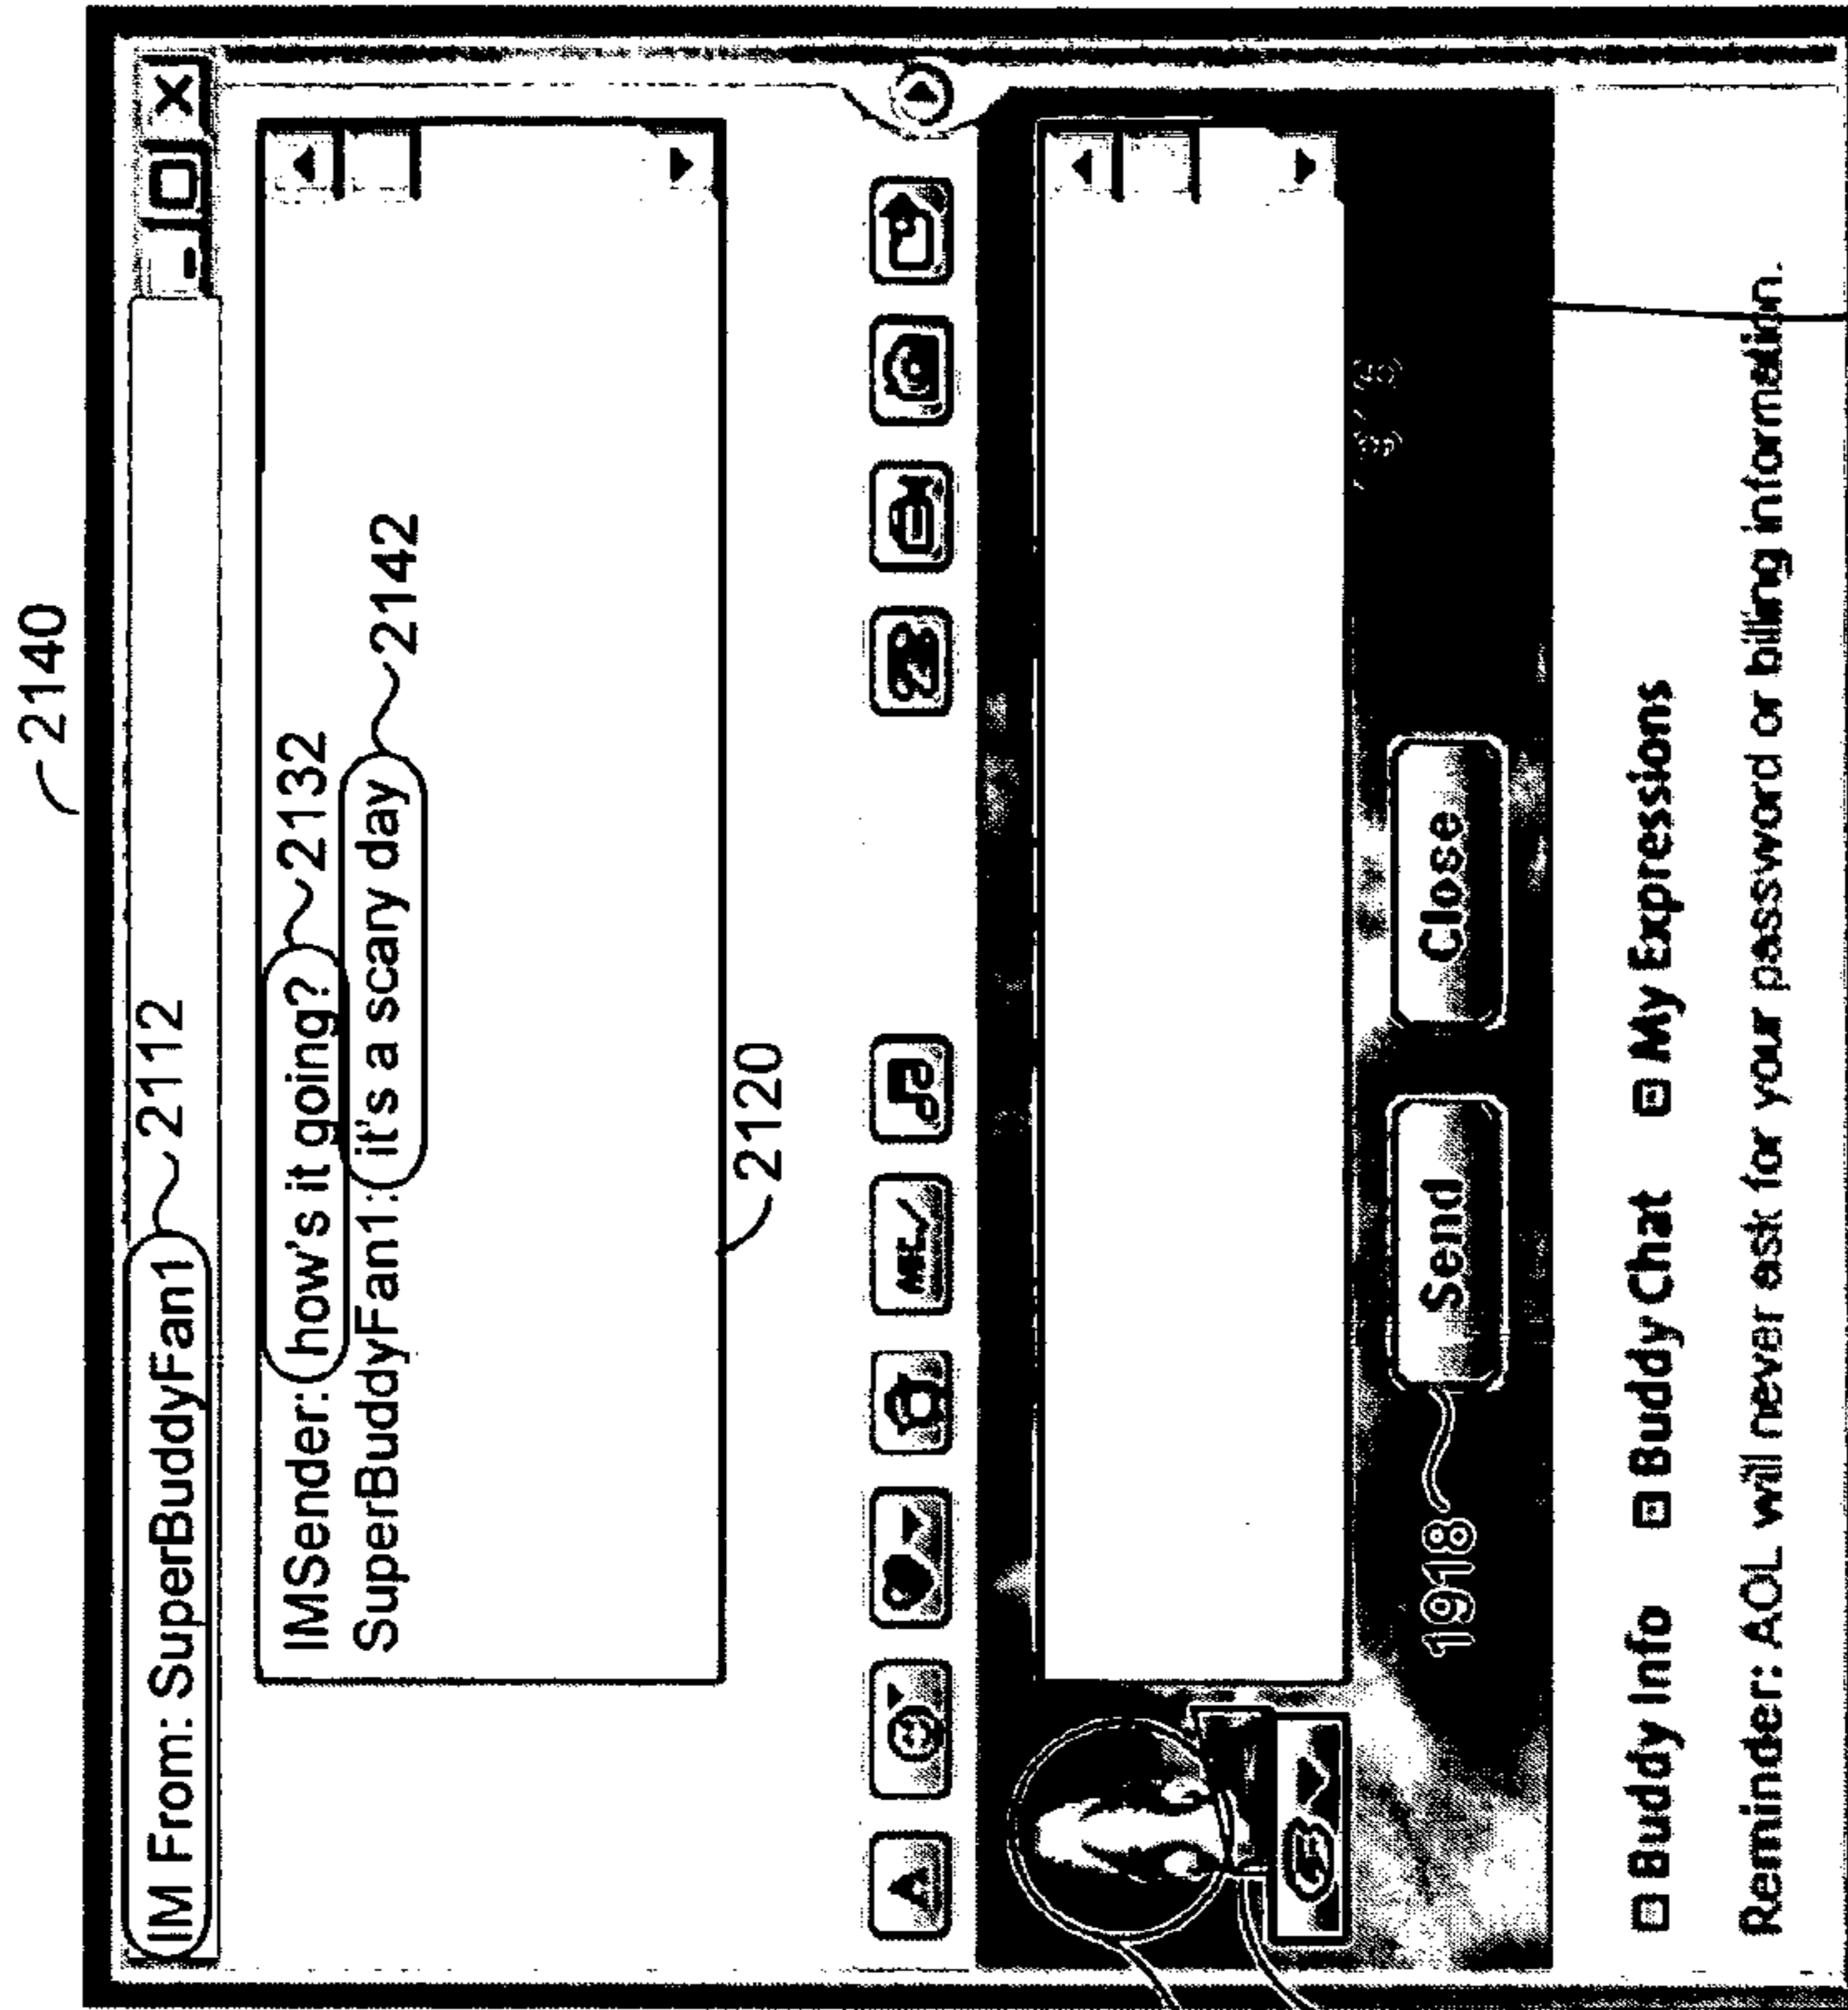 2140
IM From: SuperBuddyFan1 2112
IMSender: how's it going? 2132
SuperBuddyFan1: it's a scary day 2142
2120
1918 Send Close
Buddy Info Buddy Chat My Expressions
Reminder: AOL will never ask for your password or billing information.